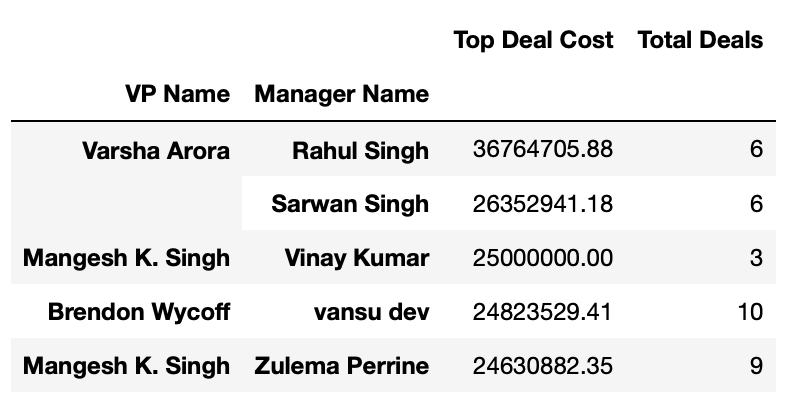 Top Deal Cost Total Deals
VP Name Manager Name
Varsha Arora Rahul Singh 36764705.88 6
Sarwan Singh 26352941.18 6
Mangesh K. Singh Vinay Kumar 25000000.00 3
Brendon Wycoff vansu dev 24823529.41 10
Mangesh K. Singh Zulema Perrine 24630882.35 9